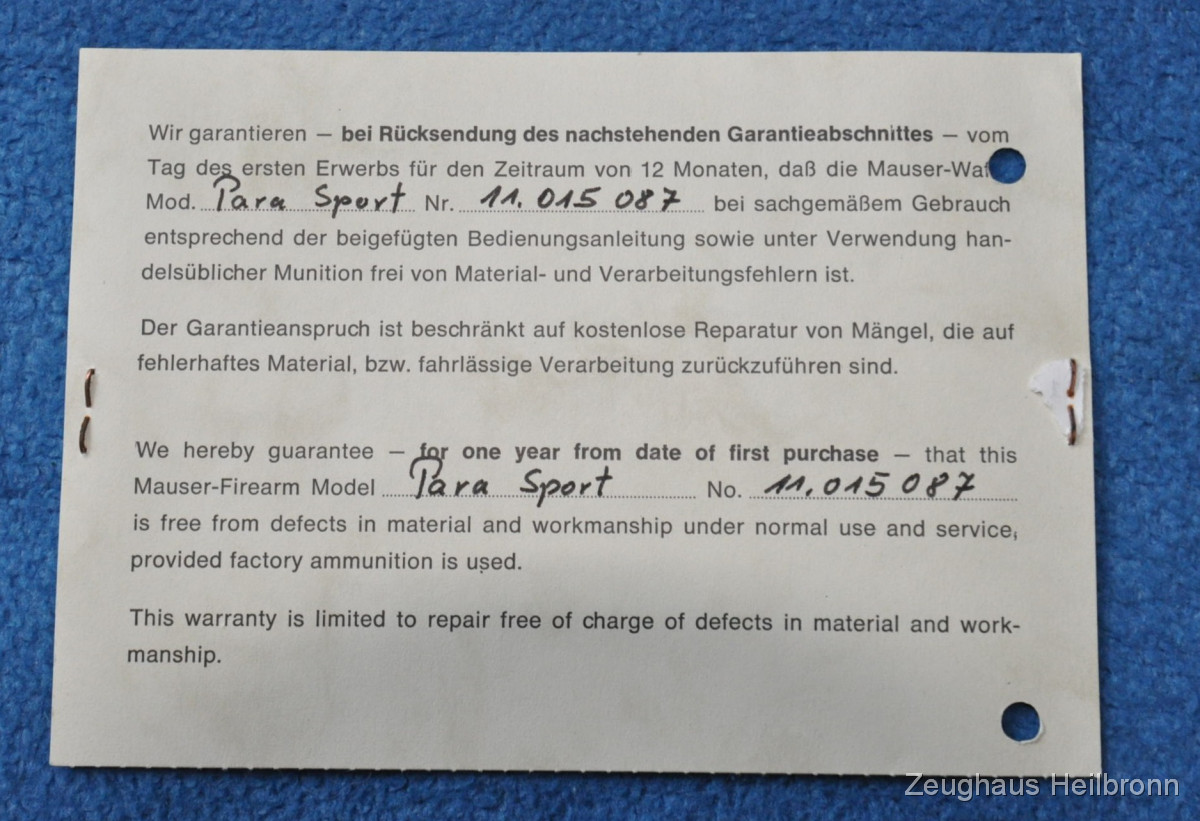 Wir garantieren — bei Rücksendung des nachstehenden Garantieabschnittes — vom
Tag des ersten Erwerbs für den Zeitraum von 12 Monaten, daß die Mauser-Waf
Mod. Para Sport Nr. 11.015 087 bei sachgemäßem Gebrauch
entsprechend der beigefügten Bedienungsanleitung sowie unter Verwendung han-
delsüblicher Munition frei von Material- und Verarbeitungsfehlern ist.
Der Garantieanspruch ist beschränkt auf kostenlose Reparatur von Mängel, die auf
fehlerhaftes Material, bzw. fahrlässige Verarbeitung zurückzuführen sind.
We hereby guarantee — for one year from date of first purchase — that this
Mauser-Firearm Model Para Sport No. 11.015 087
is free from defects in material and workmanship under normal use and service,
provided factory ammunition is used.
This warranty is limited to repair free of charge of defects in material and work-
manship.
Zeughaus Heilbronn